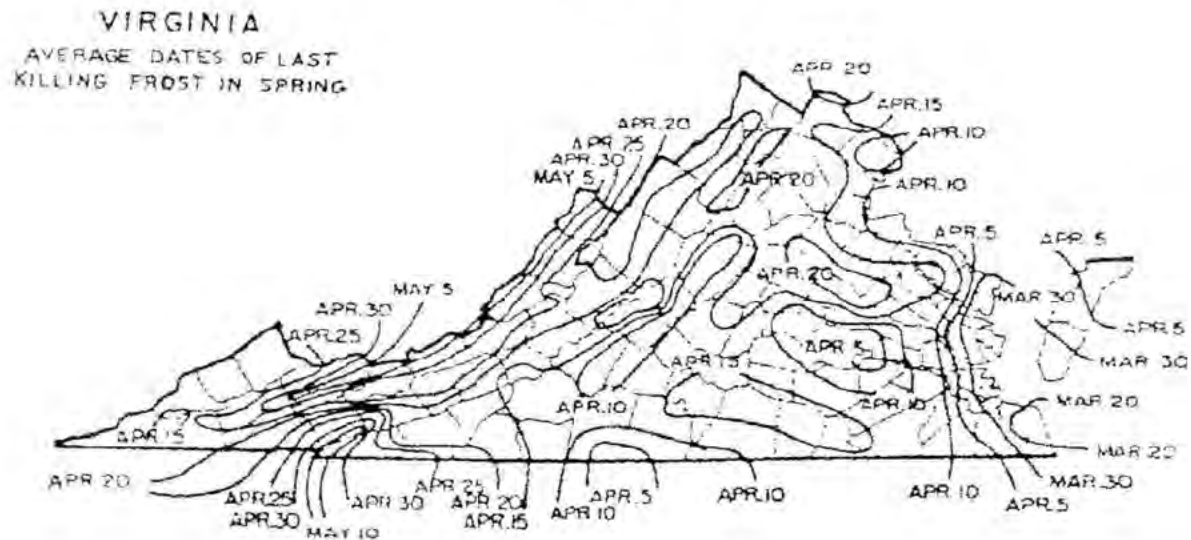 VIRGINIA
AVERAGE DATES OF LAST
KILLING FROST IN SPRING
APR 20
APR. 15
APR. 10
APR. 20
APR. 25
APR. 30
MAY 5
APR. 20
APR. 10
APR. 5
APR. 5
APR. 20
MAY 5
APR. 30
APR. 25
MAR 30
APR. 5
APR. 5
MAR 30
APR. 15
APR. 10
APR. 10
MAR 20
APR. 15
MAR. 20
APR. 20
APR. 25
APR. 30
MAY 10
APR. 30
APR. 25
APR. 20
APR. 15
APR. 5
APR. 10
APR. 10
APR. 10
MAR. 30
APR. 5